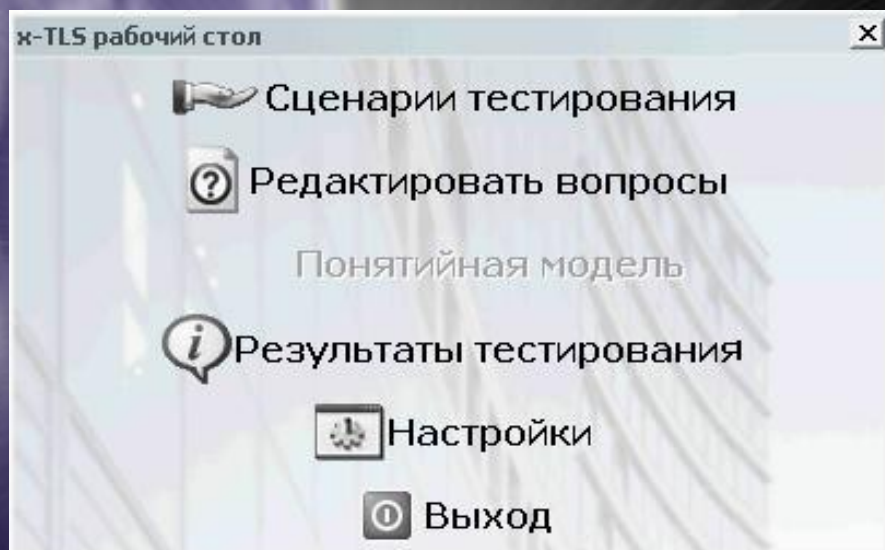 x-TLS рабочий стол
Сценарии тестирования
Редактировать вопросы
Понятийная модель
Результаты тестирования
Настройки
Выход